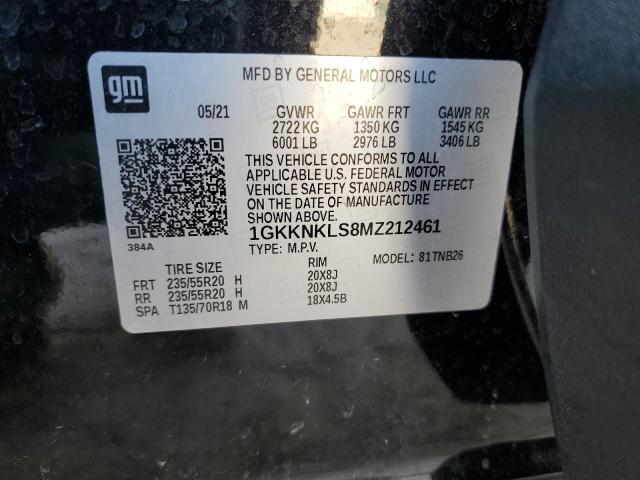 gm
MFD BY GENERAL MOTORS LLC
05/21 GVWR GAWR FRT GAWR RR
2722 KG 1350 KG 1545 KG
6001 LB 2976 LB 3406 LB
THIS VEHICLE CONFORMS TO ALL
APPLICABLE U.S. FEDERAL MOTOR
VEHICLE SAFETY STANDARDS IN EFFECT
ON THE DATE OF MANUFACTURE
SHOWN ABOVE.
384A
1GKKNKLS8MZ212461
TYPE: M.P.V. MODEL: 81TNB26
TIRE SIZE RIM
FRT 235/55R20 H 20X8J
RR 235/55R20 H 20X8J
SPA T135/70R18 M 18X4.5B